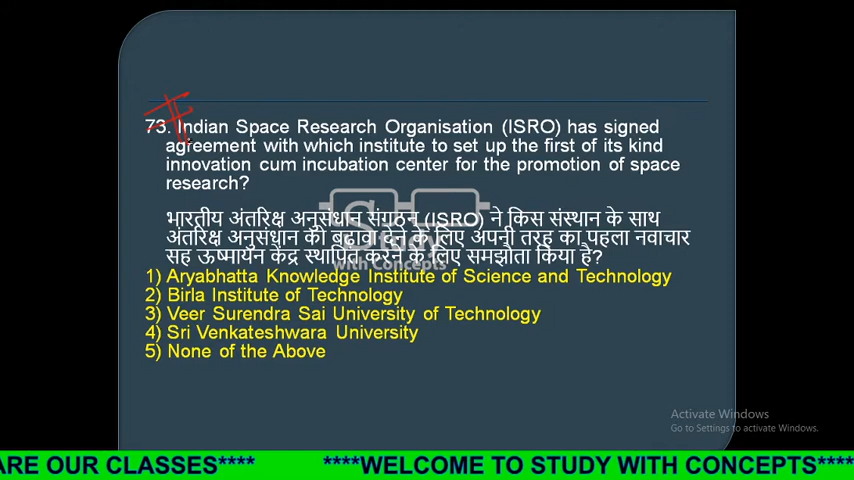 73. Indian Space Research Organisation (ISRO) has signed
agreement with which institute to set up the first of its kind
innovation cum incubation center for the promotion of space
research?
भारतीय अंतरिक्ष अनुसंधान संगठन (ISRO) ने किस संस्थान के साथ
अंतरिक्ष अनुसंधान को बढ़ावा देने के लिए अपनी तरह का पहला नवाचार
सह ऊष्मायन केंद्र स्थापित करने के लिए समझौता किया है?
Study
with Concepts
1) Aryabhatta Knowledge Institute of Science and Technology
2) Birla Institute of Technology
3) Veer Surendra Sai University of Technology
4) Sri Venkateshwara University
5) None of the Above
Activate Windows
Go to Settings to activate Windows.
ARE OUR CLASSES**** ****WELCOME TO STUDY WITH CONCEPTS****